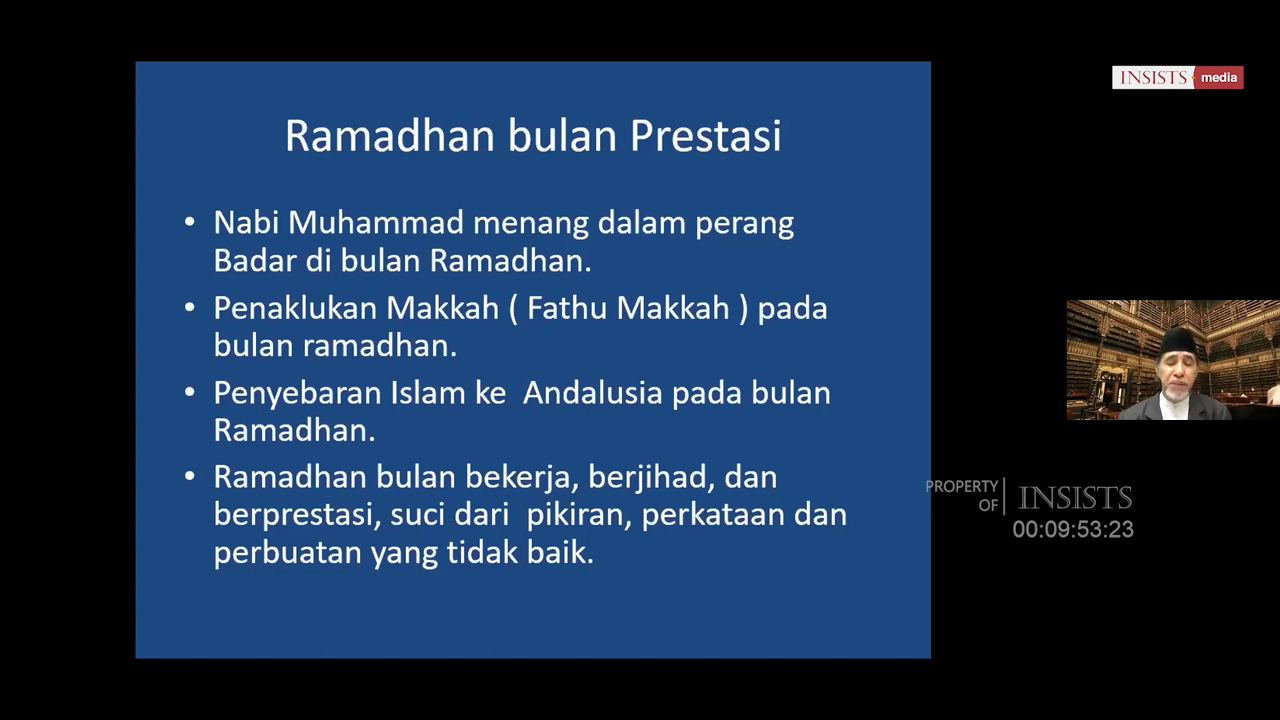 Ramadhan bulan Prestasi
• Nabi Muhammad menang dalam perang
Badar di bulan Ramadhan.
• Penaklukan Makkah ( Fathu Makkah ) pada
bulan ramadhan.
• Penyebaran Islam ke  Andalusia pada bulan
Ramadhan.
• Ramadhan bulan bekerja, berjihad, dan
berprestasi, suci dari  pikiran, perkataan dan
perbuatan yang tidak baik.
INSISTS media
PROPERTY
OF
INSISTS
00:09:53:23